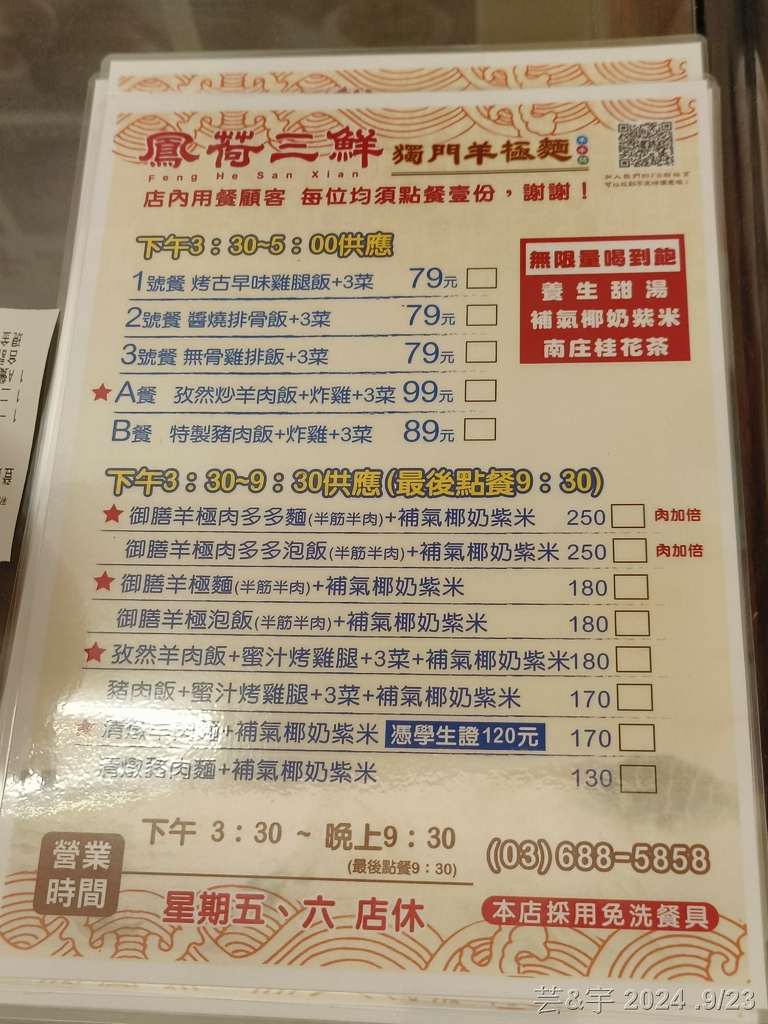 鳳荷三鮮 獨門羊極麵
Feng He San Xian
店內用餐顧客 每位均須點餐壹份，謝謝！
下午3：30~5：00供應
1號餐 烤古早味雞腿飯+3菜 79元
2號餐 醬燒排骨飯+3菜 79元
3號餐 無骨雞排飯+3菜 79元
★A餐 孜然炒羊肉飯+炸雞+3菜 99元
B餐 特製豬肉飯+炸雞+3菜 89元
無限量喝到飽
養生甜湯
補氣椰奶紫米
南庄桂花茶
下午3：30~9：30供應(最後點餐9：30)
★ 御膳羊極肉多多麵(半筋半肉)+補氣椰奶紫米 250 肉加倍
御膳羊極肉多多泡飯(半筋半肉)+補氣椰奶紫米 250 肉加倍
★ 御膳羊極麵(半筋半肉)+補氣椰奶紫米 180
御膳羊極泡飯(半筋半肉)+補氣椰奶紫米 180
★ 孜然羊肉飯+蜜汁烤雞腿+3菜+補氣椰奶紫米180
豬肉飯+蜜汁烤雞腿+3菜+補氣椰奶紫米 170
★ 清燉羊肉麵+補氣椰奶紫米 憑學生證120元 170
清燉豬肉麵+補氣椰奶紫米 130
營業時間
下午 3：30 ~ 晚上9：30
(最後點餐9：30)
(03)688-5858
星期五、六 店休
本店採用免洗餐具
芸&宇 2024 .9/23